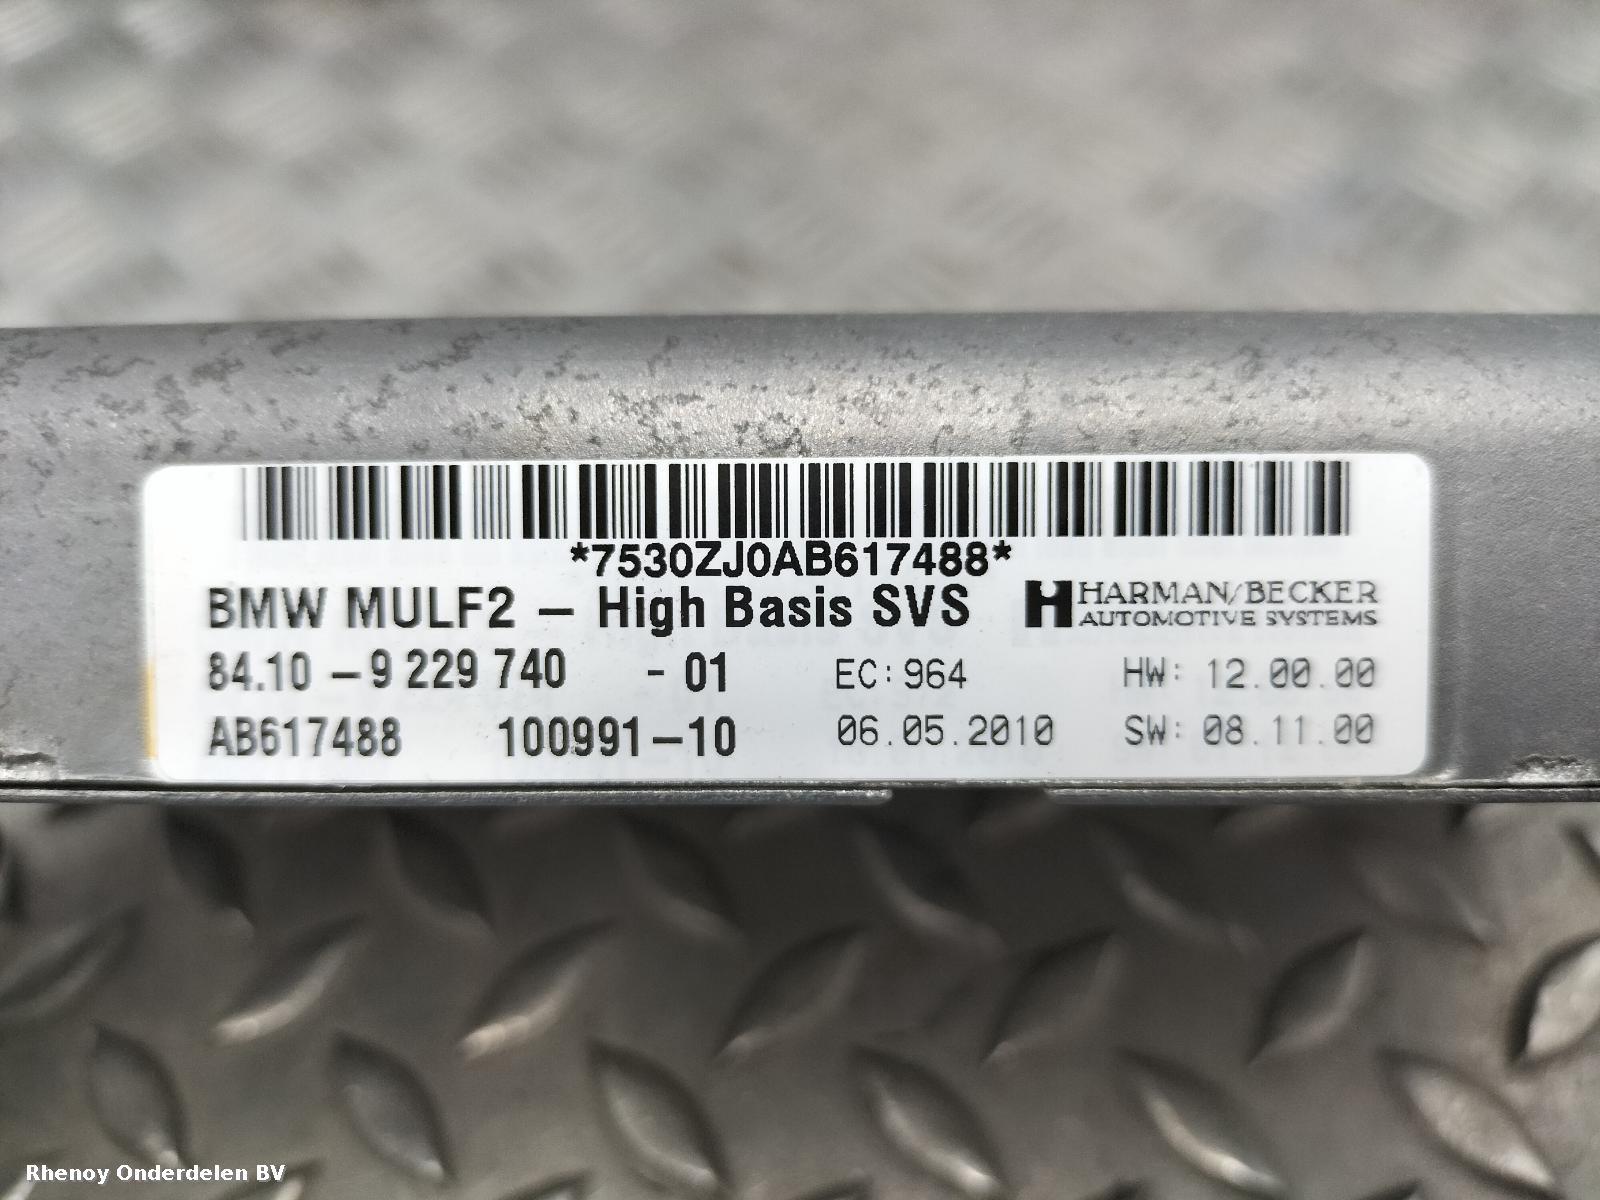 *7530ZJ0AB617488*
BMW MULF2 – High Basis SVS
HARMAN/BECKER
AUTOMOTIVE SYSTEMS
84.10 – 9 229 740 - 01 EC: 964 HW: 12.00.00
AB617488 100991–10 06.05.2010 SW: 08.11.00
Rhenoy Onderdelen BV